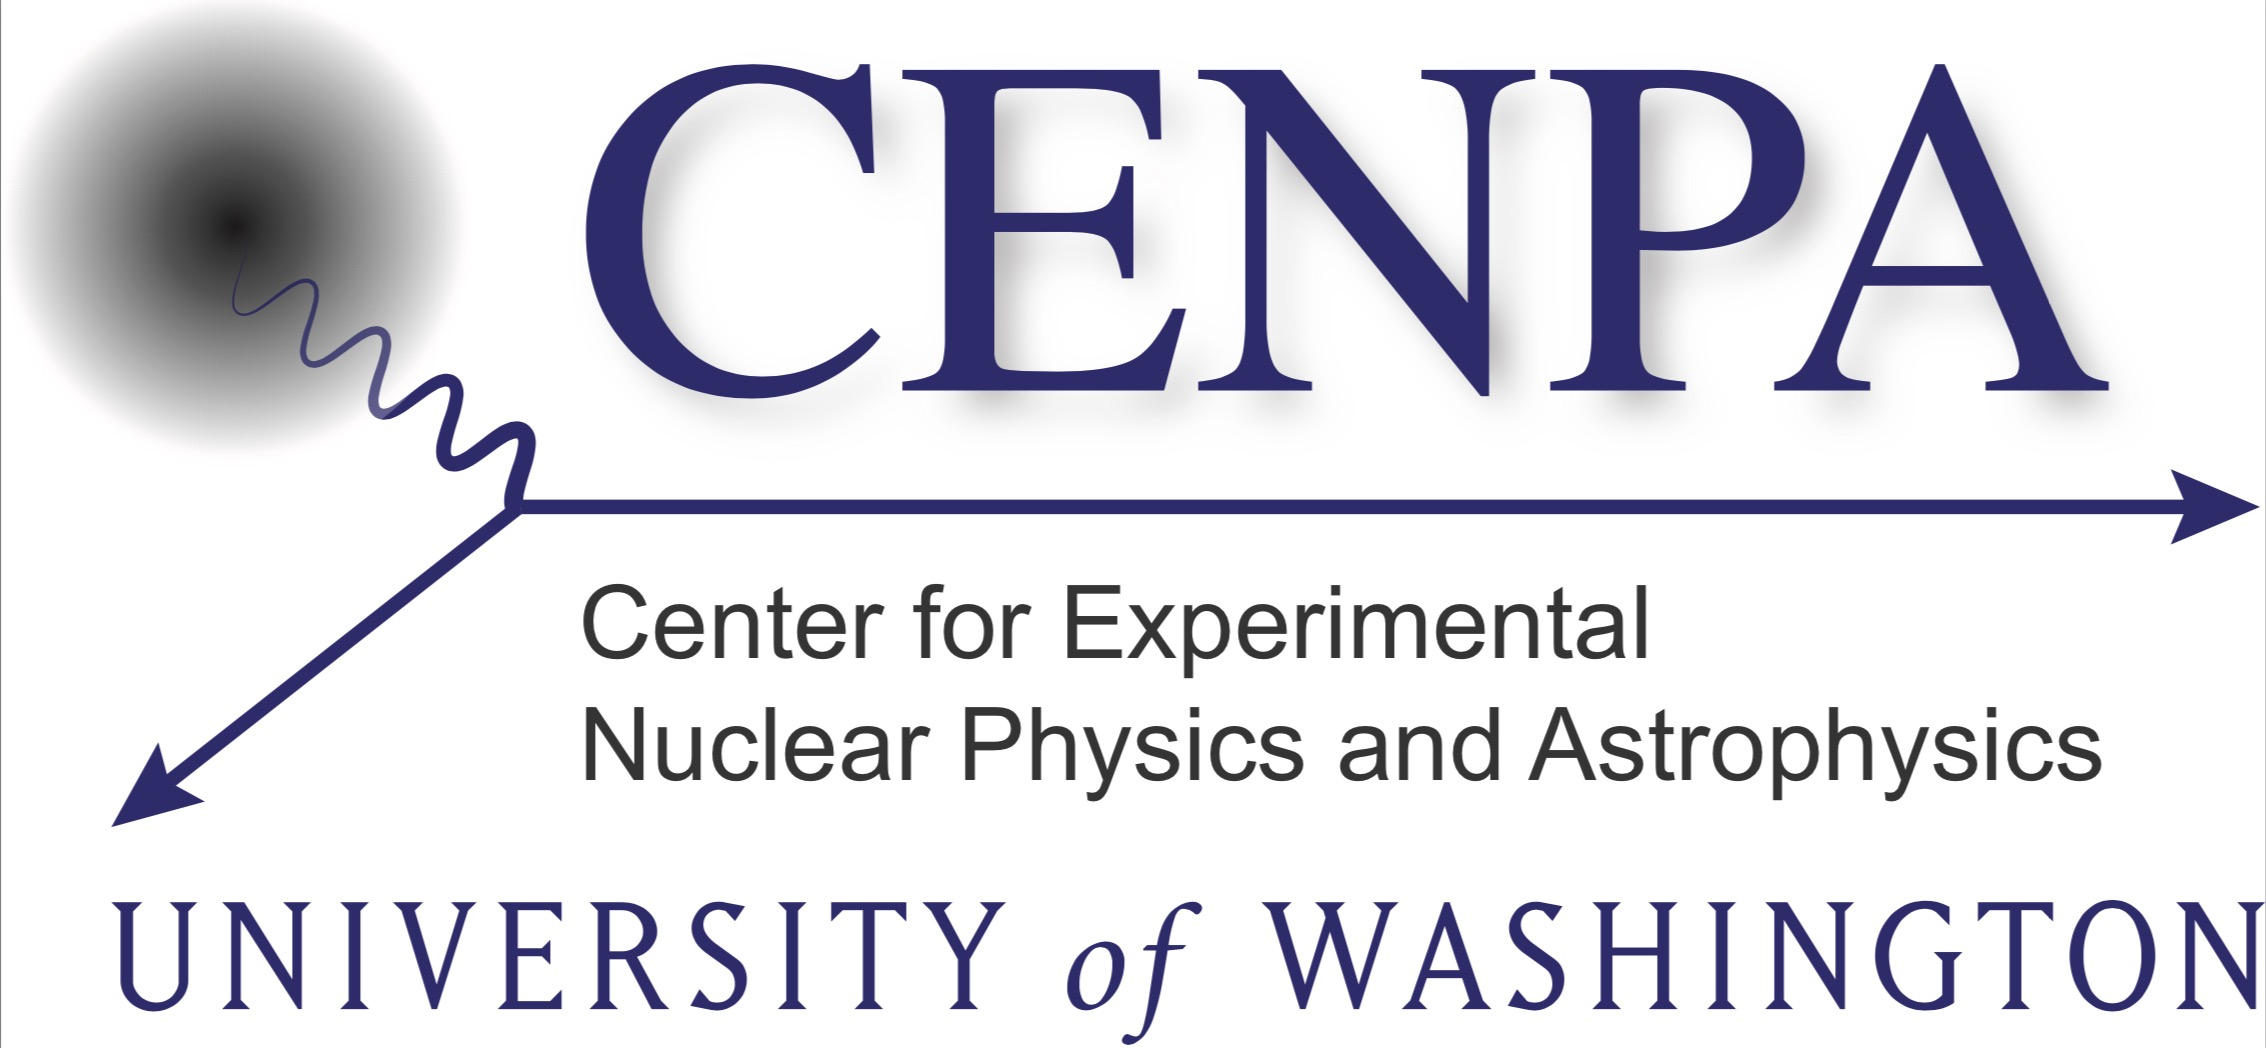 CENPA
Center for Experimental
Nuclear Physics and Astrophysics
UNIVERSITY of WASHINGTON